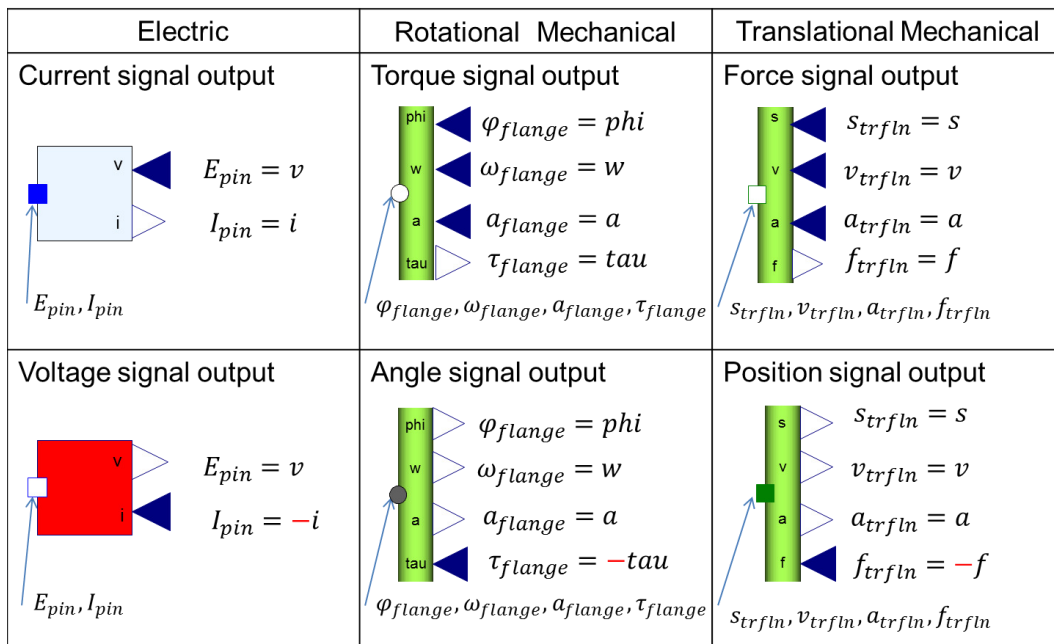 Electric
Rotational Mechanical
Translational Mechanical
Current signal output
v
i
E_pin = v
I_pin = i
E_pin, I_pin
Torque signal output
phi
w
a
tau
φ_flange = phi
ω_flange = w
a_flange = a
τ_flange = tau
φ_flange, ω_flange, a_flange, τ_flange
Force signal output
s
v
a
f
s_trfln = s
v_trfln = v
a_trfln = a
f_trfln = f
s_trfln, v_trfln, a_trfln, f_trfln
Voltage signal output
v
i
E_pin = v
I_pin = −i
E_pin, I_pin
Angle signal output
phi
w
a
tau
φ_flange = phi
ω_flange = w
a_flange = a
τ_flange = −tau
φ_flange, ω_flange, a_flange, τ_flange
Position signal output
s
v
a
f
s_trfln = s
v_trfln = v
a_trfln = a
f_trfln = −f
s_trfln, v_trfln, a_trfln, f_trfln